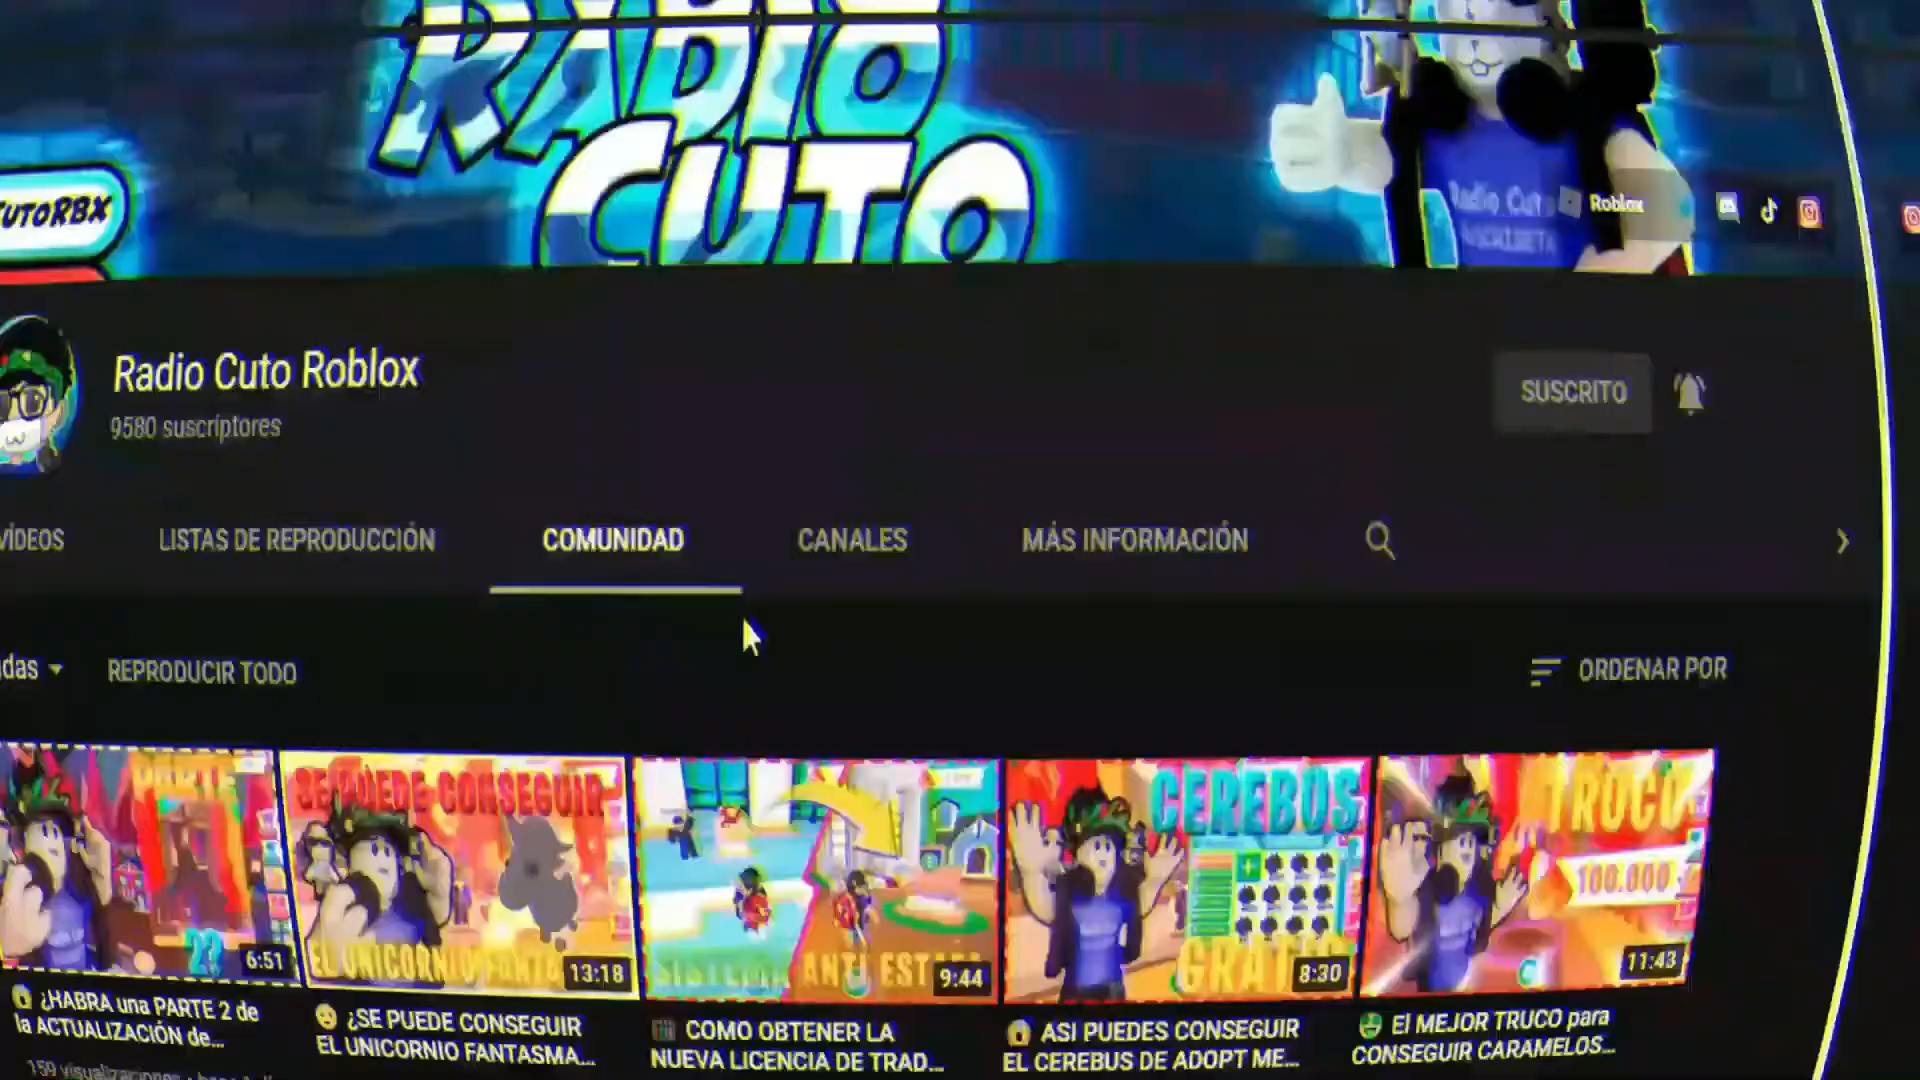 RADIO
CUTO
CUTORBX
Radio Cuto
Roblox
Radio Cuto Roblox
9580 suscriptores
SUSCRITO
VÍDEOS
LISTAS DE REPRODUCCIÓN
COMUNIDAD
CANALES
MÁS INFORMACIÓN
REPRODUCIR TODO
ORDENAR POR
SE PUEDE CONSEGUIR
EL UNICORNIO
CEREBUS
TRUCO
100.000
??
6:51
13:18
SISTEMA ANTI
9:44
8:30
11:43
¿HABRA una PARTE 2 de
la ACTUALIZACIÓN de...
159 visualizaciones
¿SE PUEDE CONSEGUIR
EL UNICORNIO FANTASMA...
COMO OBTENER LA
NUEVA LICENCIA DE TRAD...
ASI PUEDES CONSEGUIR
EL CEREBUS DE ADOPT ME...
El MEJOR TRUCO para
CONSEGUIR CARAMELOS...